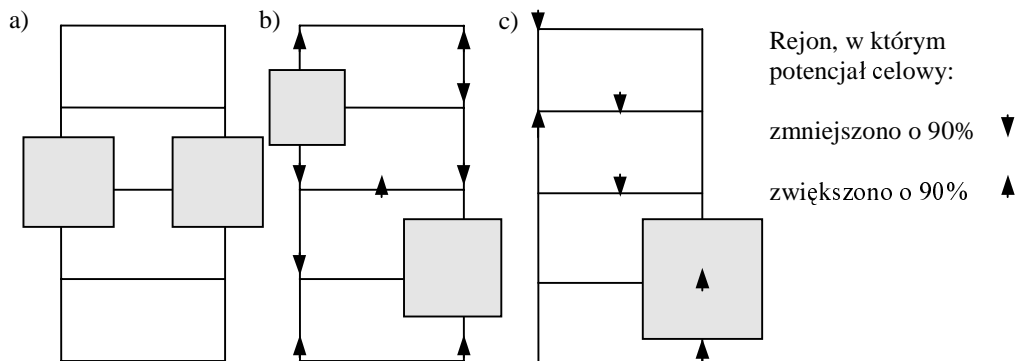 a)
b)
c)
Rejon, w którym
potencjał celowy:
zmniejszono o 90%
zwiększono o 90%